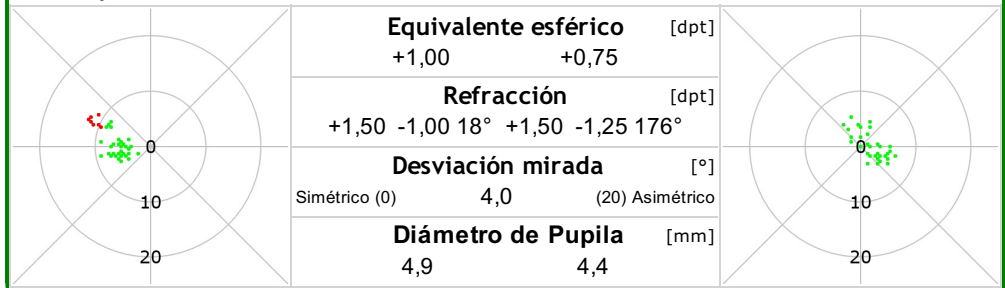 Equivalente esférico [dpt]
+1,00 +0,75
Refracción [dpt]
+1,50 -1,00 18° +1,50 -1,25 176°
Desviación mirada [°]
Simétrico (0) 4,0 (20) Asimétrico
Diámetro de Pupila [mm]
4,9 4,4
0
10
20
0
10
20